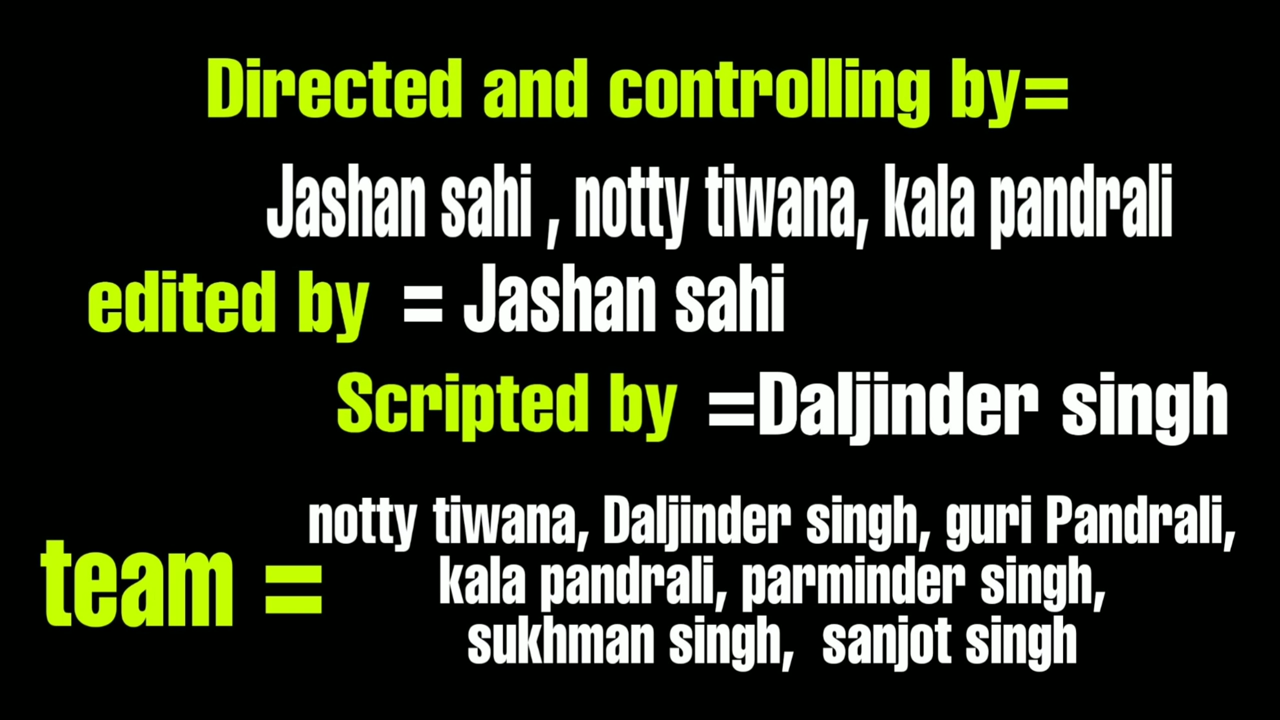 Directed and controlling by=
Jashan sahi , notty tiwana, kala pandrali
edited by = Jashan sahi
Scripted by =Daljinder singh
notty tiwana, Daljinder singh, guri Pandrali,
team = kala pandrali, parminder singh,
sukhman singh, sanjot singh